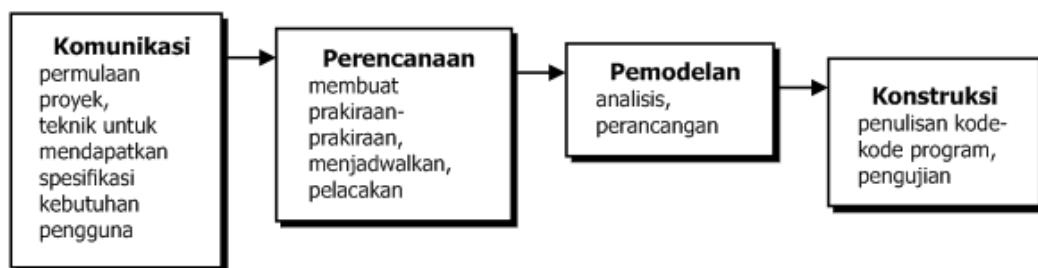 Komunikasi
permulaan
proyek,
teknik untuk
mendapatkan
spesifikasi
kebutuhan
pengguna
Perencanaan
membuat
prakiraan-
prakiraan,
menjadwalkan,
pelacakan
Pemodelan
analisis,
perancangan
Konstruksi
penulisan kode-
kode program,
pengujian